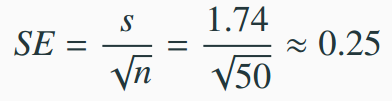 SE = s/√n = 1.74/√50 ≈ 0.25